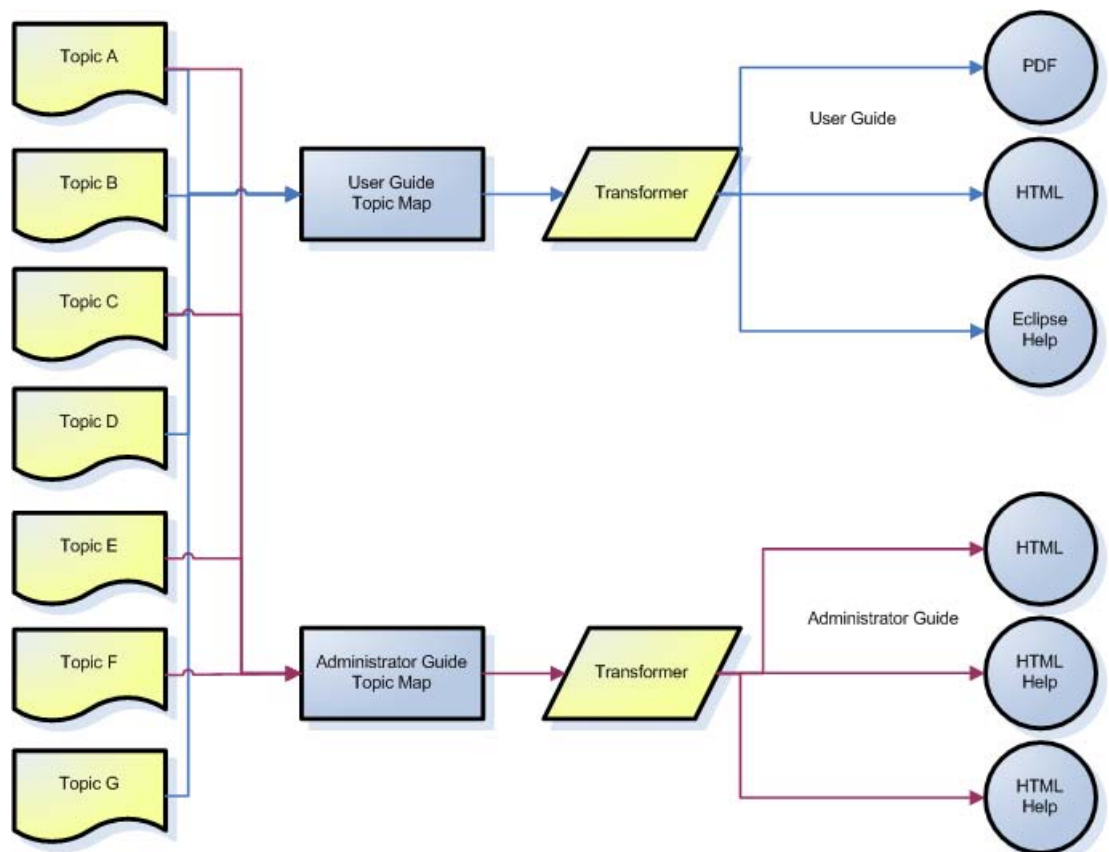 Topic A
Topic B
Topic C
Topic D
Topic E
Topic F
Topic G
User Guide
Topic Map
Transformer
User Guide
PDF
HTML
Eclipse
Help
Administrator Guide
Topic Map
Transformer
Administrator Guide
HTML
HTML
Help
HTML
Help